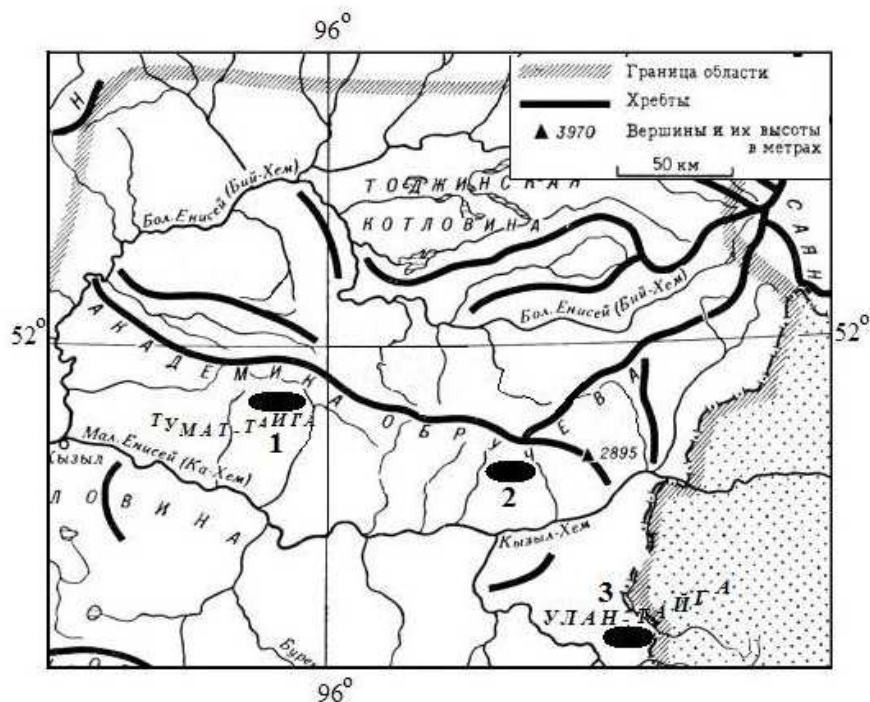 96°
Н
Граница области
Хребты
3970 Вершины и их высоты
в метрах
50 км
ТОДЖИНСКАЯ
КОТЛОВИНА
САЯН
Бол. Енисей (Бий-Хем)
Бол. Енисей (Бий-Хем)
52°
52°
АКАДЕМИКА ОБРУЧЕВА
ТУМАТ-ТАЙГА
1
2895
Мал. Енисей (Ка-Хем)
Кызыл
2
ЛОВИНА
Кызыл-Хем
3
УЛАН-ТАЙГА
Бурен
96°